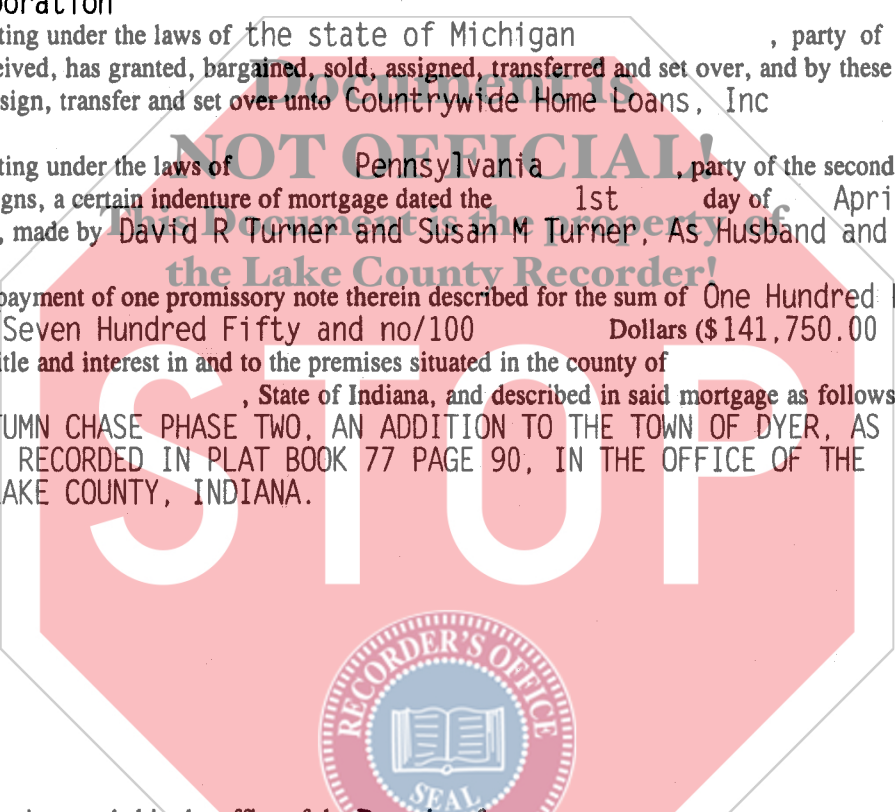 poration
ting under the laws of the state of Michigan , party of
eived, has granted, bargained, sold, assigned, transferred and set over, and by these
Document is
sign, transfer and set over unto Countrywide Home Loans, Inc
NOT OFFICIAL!
ting under the laws of Pennsylvania , party of the second
gns, a certain indenture of mortgage dated the 1st day of Apri
This Document is the property of
, made by David R Turner and Susan M Turner, As Husband and
the Lake County Recorder!
payment of one promissory note therein described for the sum of One Hundred
Seven Hundred Fifty and no/100 Dollars ($ 141,750.00
itle and interest in and to the premises situated in the county of
, State of Indiana, and described in said mortgage as follows
TUMN CHASE PHASE TWO, AN ADDITION TO THE TOWN OF DYER, AS
RECORDED IN PLAT BOOK 77 PAGE 90, IN THE OFFICE OF THE
AKE COUNTY, INDIANA.
STOP
RECORDER'S OFFICE
SEAL